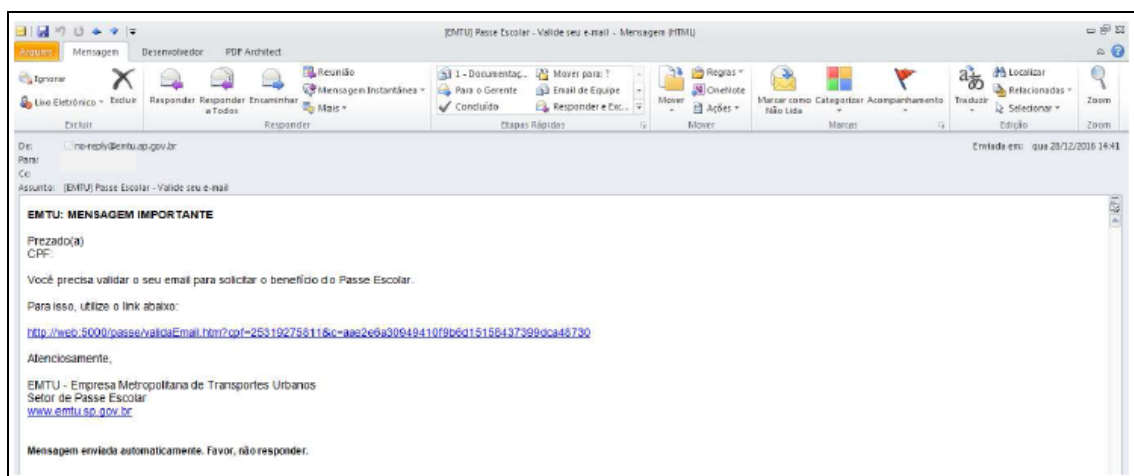 [EMTU] Passe Escolar - Valide seu e-mail - Mensagem (HTML)
Arquivo Mensagem Desenvolvedor PDF Architect
Ignorar
Lixo Eletrônico
Excluir
Responder
Responder a Todos
Encaminhar
Reunião
Mensagem Instantânea
Mais
1 - Documentaç...
Para o Gerente
Concluído
Mover para: ?
Email de Equipe
Responder e Exc...
Mover
Regras
OneNote
Ações
Marcar como Não Lida
Categorizar
Acompanhamento
Traduzir
Localizar
Relacionadas
Selecionar
Zoom
Excluir Responder Etapas Rápidas Mover Marcas Edição Zoom
De: no-reply@emtu.sp.gov.br Enviada em: qua 28/12/2016 14:41
Para:
Cc:
Assunto: [EMTU] Passe Escolar - Valide seu e-mail
EMTU: MENSAGEM IMPORTANTE
Prezado(a)
CPF:
Você precisa validar o seu email para solicitar o benefício do Passe Escolar.
Para isso, utilize o link abaixo:
http://web:5000/passe/validaEmail.htm?cpf=25319275811&c=aae2e6a30949410f9b6d15158437399dca48730
Atenciosamente,
EMTU - Empresa Metropolitana de Transportes Urbanos
Setor de Passe Escolar
www.emtu.sp.gov.br
Mensagem enviada automaticamente. Favor, não responder.